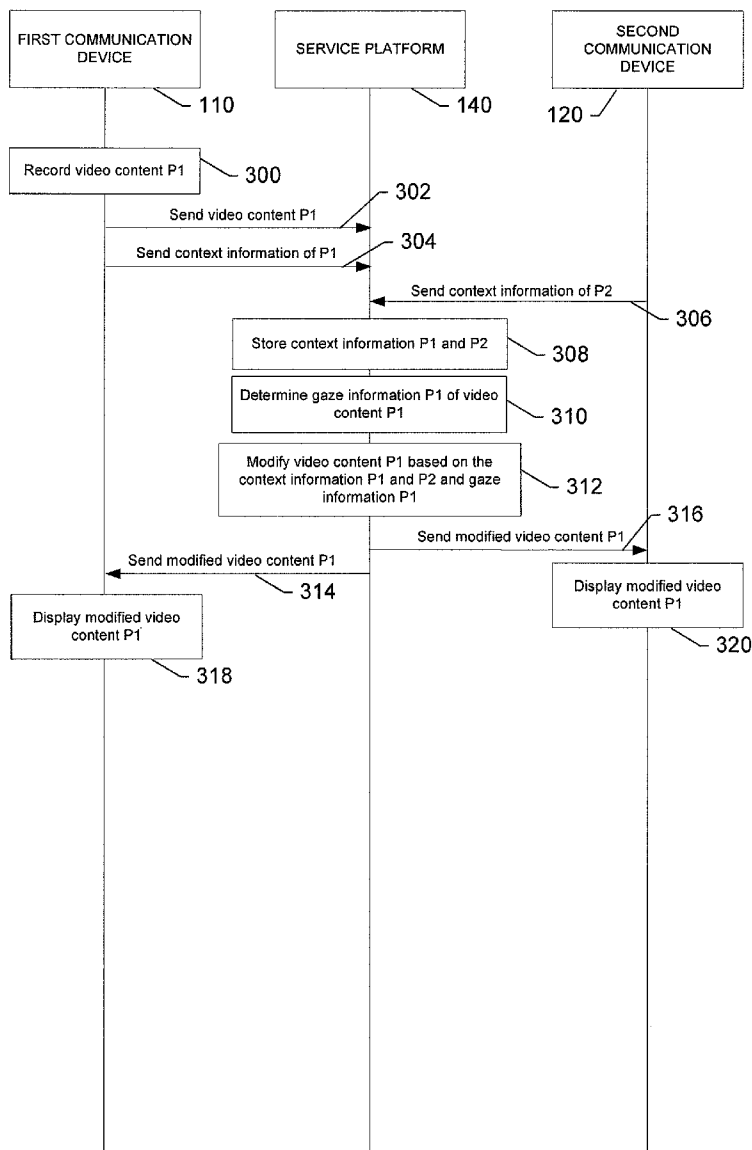 FIRST COMMUNICATION
DEVICE
110
SERVICE PLATFORM
140
SECOND
COMMUNICATION
DEVICE
120
Record video content P1
300
302
Send video content P1
304
Send context information of P1
Send context information of P2
306
Store context information P1 and P2
308
Determine gaze information P1 of video
content P1
310
Modify video content P1 based on the
context information P1 and P2 and gaze
information P1
312
316
Send modified video content P1
Send modified video content P1
314
Display modified video
content P1
318
Display modified video
content P1
320